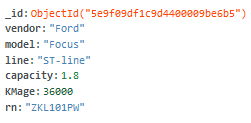 _id: ObjectId("5e9f09df1c9d4400009be6b5")
vendor: "Ford"
model: "Focus"
line: "ST-line"
capacity: 1.8
KMage: 36000
rn: "ZKL101PW"